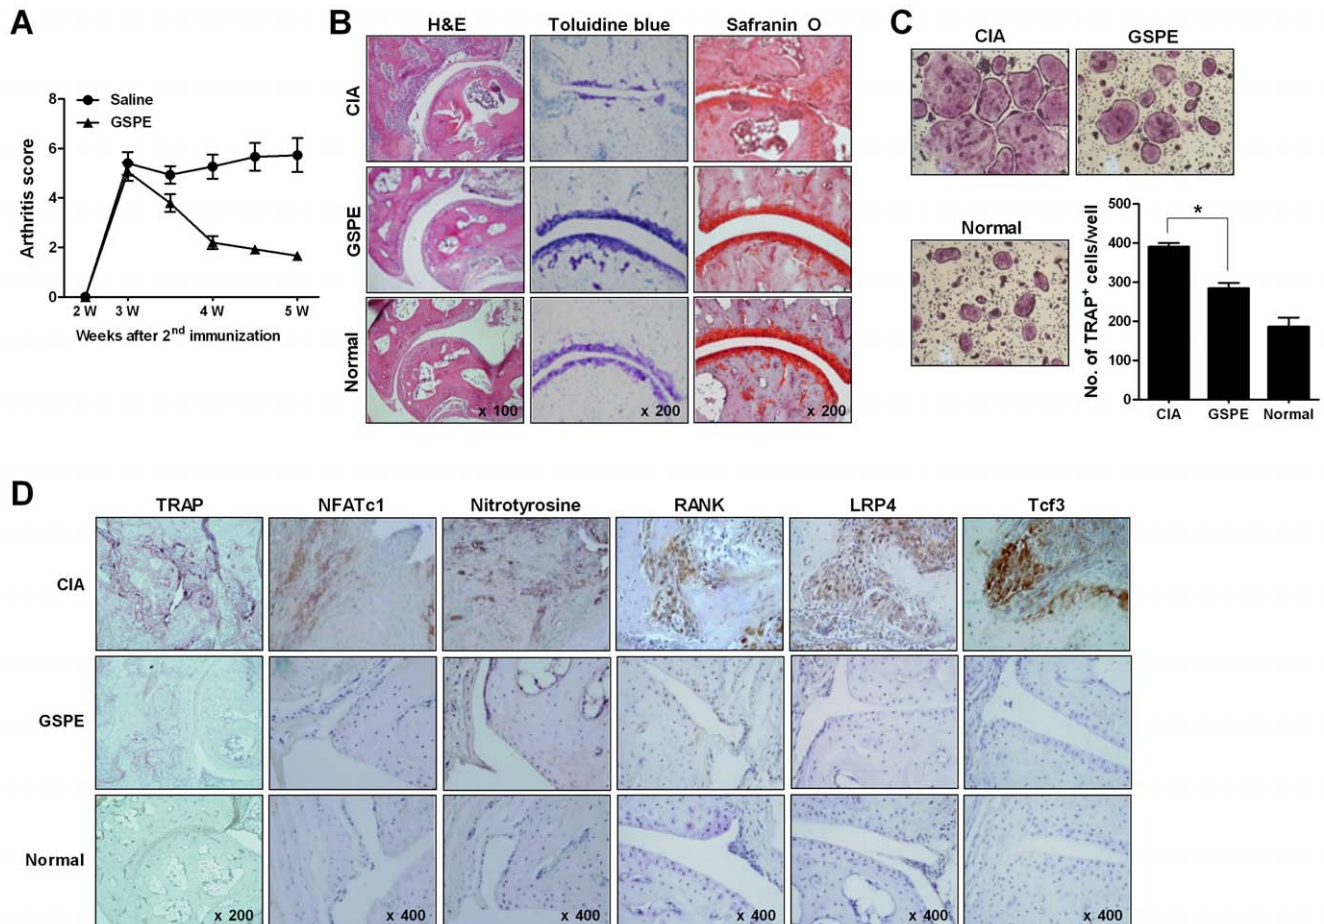 A
8
6
4
2
0
Arthritis score
Saline
GSPE
2 W 3 W 4 W 5 W
Weeks after 2nd immunization
B
H&E Toluidine blue Safranin O
CIA
GSPE
Normal
x 100 x 200 x 200
C
CIA GSPE
Normal
500
400
300
200
100
0
No. of TRAP+ cells/well
*
CIA GSPE Normal
D
TRAP NFATc1 Nitrotyrosine RANK LRP4 Tcf3
CIA
GSPE
Normal
x 200 x 400 x 400 x 400 x 400 x 400